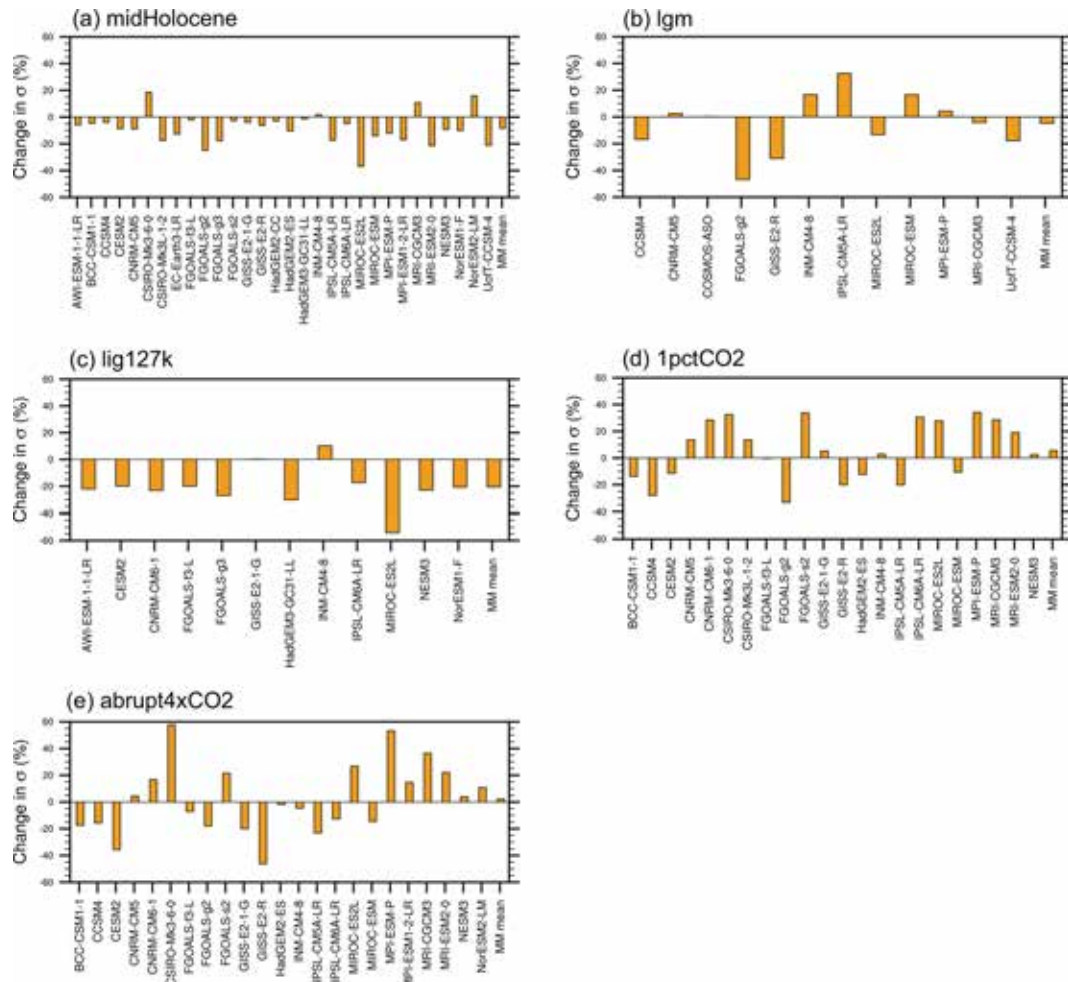 (a) midHolocene
Change in σ (%)
60
40
20
0
-20
-40
-60
AWI-ESM-1-1-LR
BCC-CSM1-1
CCSM4
CESM2
CNRM-CM5
CSIRO-Mk3-6-0
CSIRO-Mk3L-1-2
EC-Earth3-LR
FGOALS-f3-L
FGOALS-g2
FGOALS-g3
FGOALS-s2
GISS-E2-1-G
GISS-E2-R
HadGEM2-CC
HadGEM2-ES
HadGEM3-GC31-LL
INM-CM4-8
IPSL-CM5A-LR
IPSL-CM6A-LR
MIROC-ES2L
MIROC-ESM
MPI-ESM-P
MPI-ESM1-2-LR
MRI-CGCM3
MRI-ESM2-0
NESM3
NorESM1-F
NorESM2-LM
UofT-CCSM-4
MM mean
(b) lgm
Change in σ (%)
60
40
20
0
-20
-40
-60
CCSM4
CNRM-CM5
COSMOS-ASO
FGOALS-g2
GISS-E2-R
INM-CM4-8
IPSL-CM5A-LR
MIROC-ES2L
MIROC-ESM
MPI-ESM-P
MRI-CGCM3
UofT-CCSM-4
MM mean
(c) lig127k
Change in σ (%)
60
40
20
0
-20
-40
-60
AWI-ESM-1-1-LR
CESM2
CNRM-CM6-1
FGOALS-f3-L
FGOALS-g3
GISS-E2-1-G
HadGEM3-GC31-LL
INM-CM4-8
IPSL-CM6A-LR
MIROC-ES2L
NESM3
NorESM1-F
MM mean
(d) 1pctCO2
Change in σ (%)
60
40
20
0
-20
-40
-60
BCC-CSM1-1
CCSM4
CESM2
CNRM-CM5
CNRM-CM6-1
CSIRO-Mk3-6-0
CSIRO-Mk3L-1-2
FGOALS-f3-L
FGOALS-g2
FGOALS-s2
GISS-E2-1-G
GISS-E2-R
HadGEM2-ES
INM-CM4-8
IPSL-CM5A-LR
IPSL-CM6A-LR
MIROC-ES2L
MIROC-ESM
MPI-ESM-P
MRI-CGCM3
MRI-ESM2-0
NESM3
MM mean
(e) abrupt4xCO2
Change in σ (%)
60
40
20
0
-20
-40
-60
BCC-CSM1-1
CCSM4
CESM2
CNRM-CM5
CNRM-CM6-1
CSIRO-Mk3-6-0
FGOALS-f3-L
FGOALS-g2
FGOALS-s2
GISS-E2-1-G
GISS-E2-R
HadGEM2-ES
INM-CM4-8
IPSL-CM5A-LR
IPSL-CM6A-LR
MIROC-ES2L
MIROC-ESM
MPI-ESM-P
MPI-ESM1-2-LR
MRI-CGCM3
MRI-ESM2-0
NESM3
NorESM2-LM
MM mean